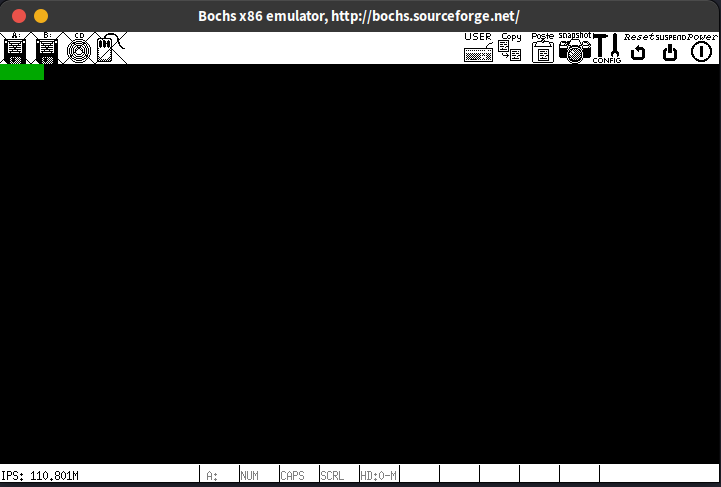 Bochs x86 emulator, http://bochs.sourceforge.net/
A: B: CD USER Copy Paste snapshot CONFIG Reset SUSPEND Power
IPS: 110.801M A: NUM CAPS SCRL HD:0-M